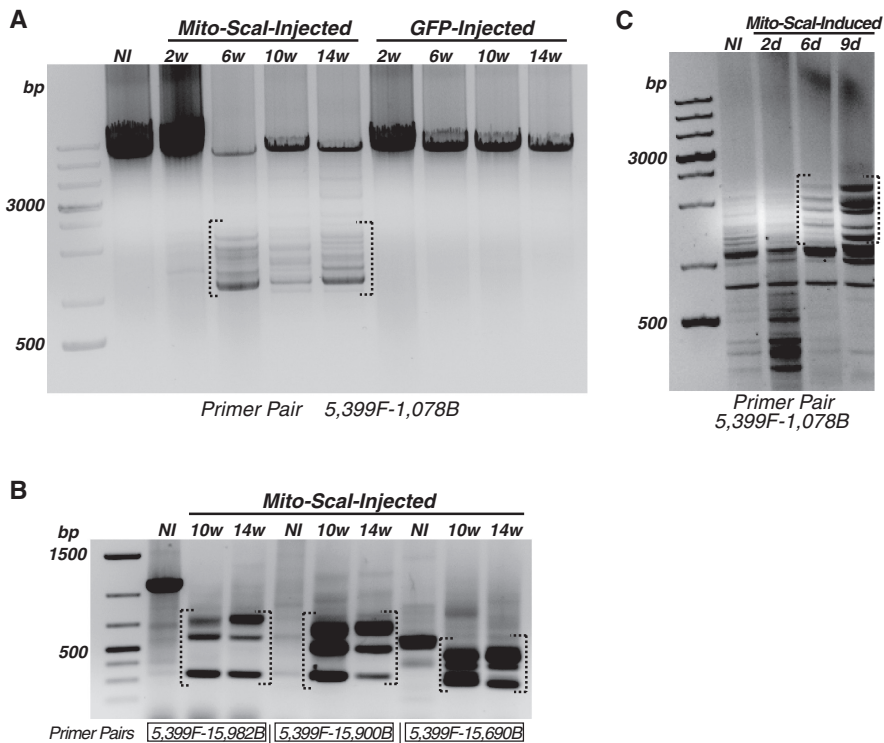 A
Mito-ScaI-Injected GFP-Injected
bp NI 2w 6w 10w 14w 2w 6w 10w 14w
3000
500
Primer Pair 5,399F-1,078B
C
Mito-ScaI-Induced
NI 2d 6d 9d
bp
3000
500
Primer Pair
5,399F-1,078B
B
Mito-ScaI-Injected
bp NI 10w 14w NI 10w 14w NI 10w 14w
1500
500
Primer Pairs 5,399F-15,982B 5,399F-15,900B 5,399F-15,690B